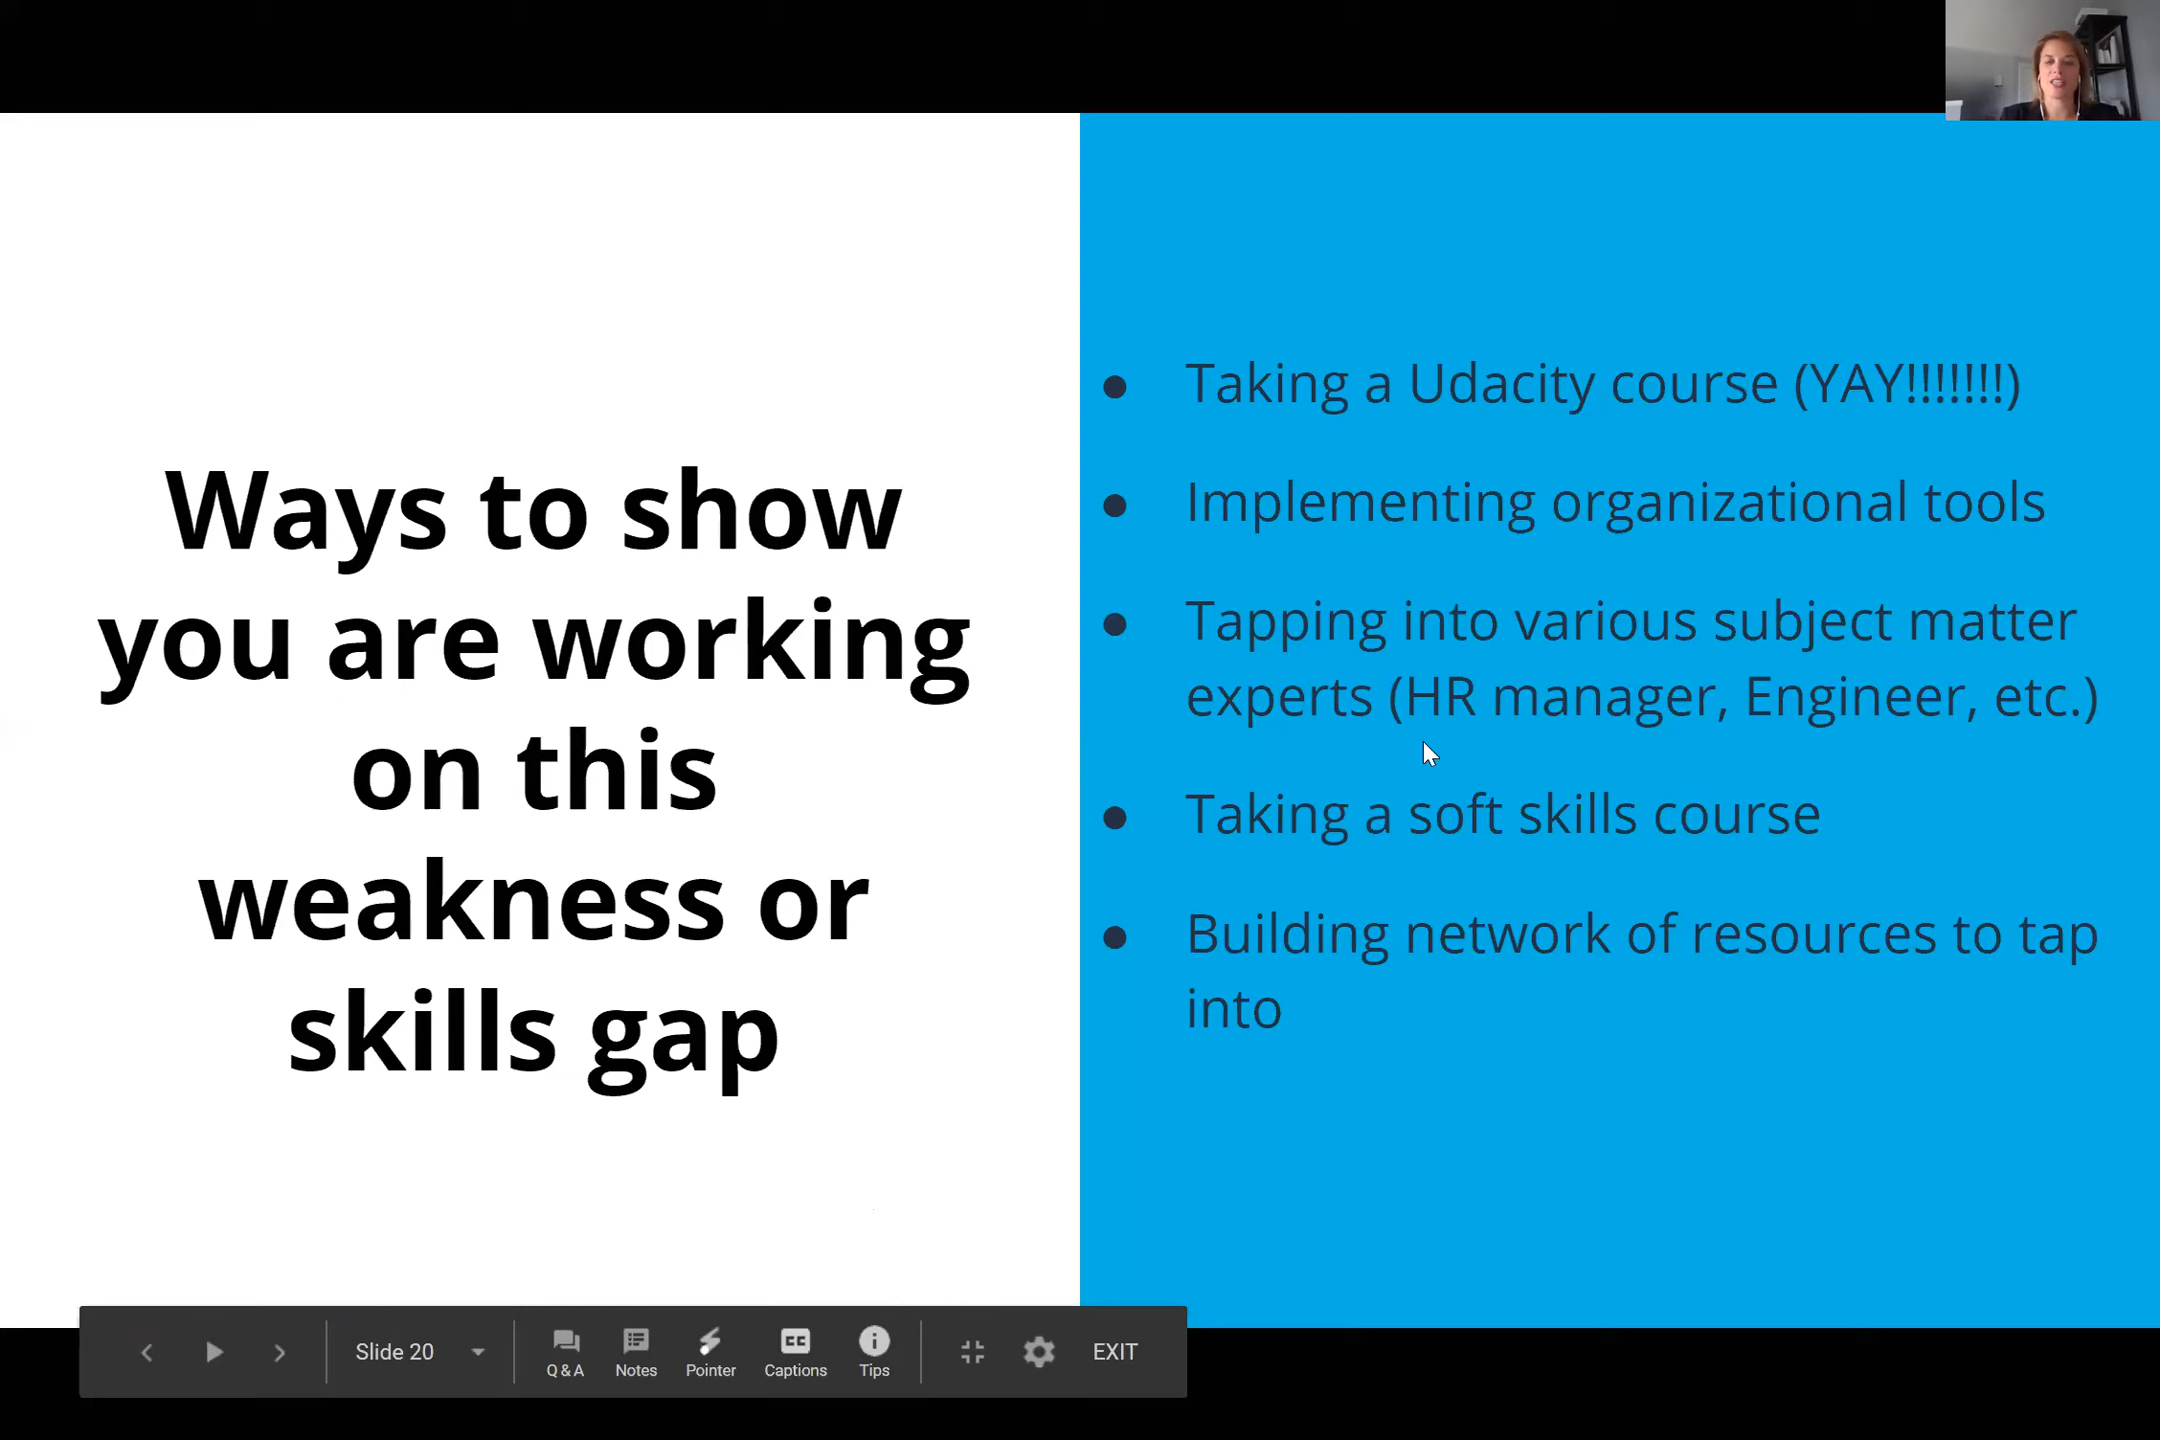 Ways to show
you are working
on this
weakness or
skills gap
● Taking a Udacity course (YAY!!!!!!!)
● Implementing organizational tools
● Tapping into various subject matter
experts (HR manager, Engineer, etc.)
● Taking a soft skills course
● Building network of resources to tap
into
Slide 20
Q & A
Notes
Pointer
CC
Captions
Tips
EXIT